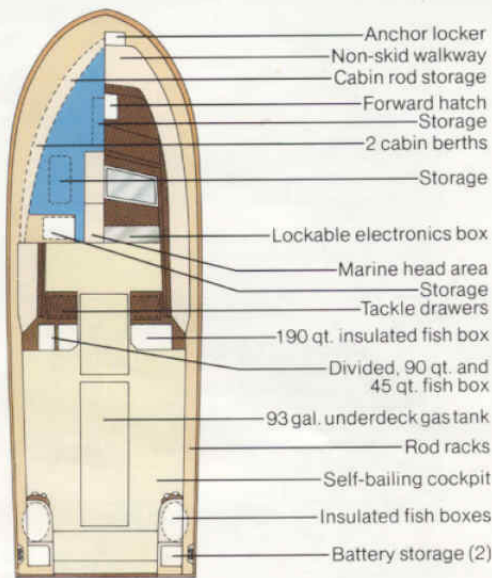 Anchor locker
Non-skid walkway
Cabin rod storage
Forward hatch
Storage
2 cabin berths
Storage
Lockable electronics box
Marine head area
Storage
Tackle drawers
190 qt. insulated fish box
Divided, 90 qt. and
45 qt. fish box
93 gal. underdeck gas tank
Rod racks
Self-bailing cockpit
Insulated fish boxes
Battery storage (2)